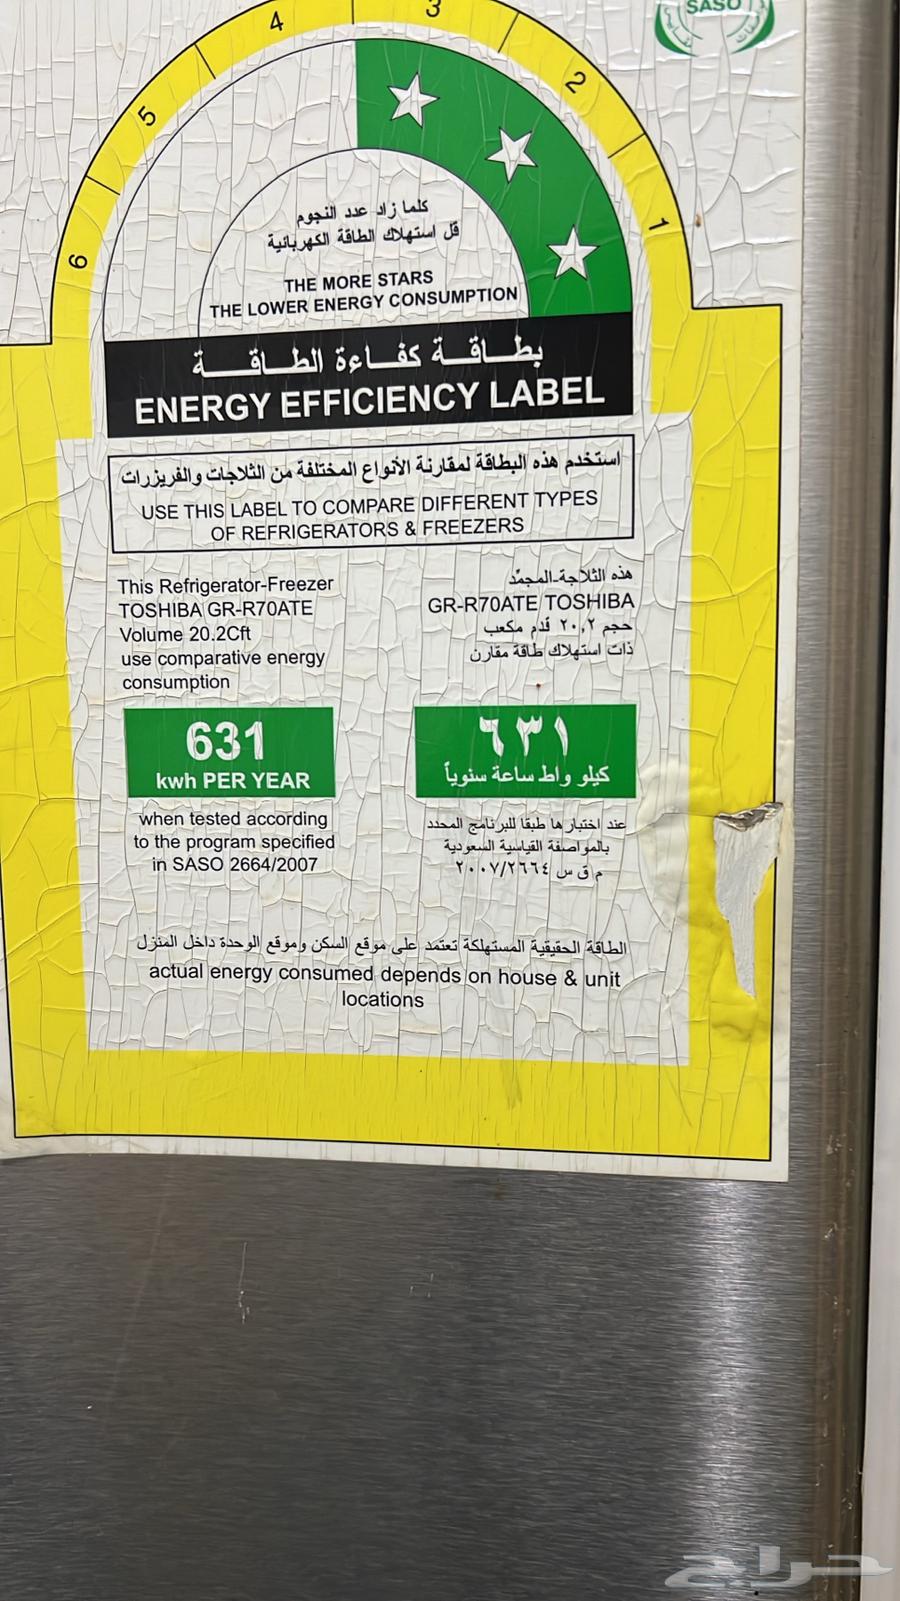 SASO
6
5
4
3
2
1
كلما زاد عدد النجوم
قل استهلاك الطاقة الكهربائية
THE MORE STARS
THE LOWER ENERGY CONSUMPTION
بطاقة كفاءة الطاقة
ENERGY EFFICIENCY LABEL
استخدم هذه البطاقة لمقارنة الأنواع المختلفة من الثلاجات والفريزرات
USE THIS LABEL TO COMPARE DIFFERENT TYPES
OF REFRIGERATORS & FREEZERS
This Refrigerator-Freezer
TOSHIBA GR-R70ATE
Volume 20.2Cft
use comparative energy
consumption
631
kwh PER YEAR
when tested according
to the program specified
in SASO 2664/2007
هذه الثلاجة-المجمِّد
GR-R70ATE TOSHIBA
حجم ٢٠,٢ قدم مكعب
ذات استهلاك طاقة مقارن
٦٣١
كيلو واط ساعة سنوياً
عند اختبارها طبقا للبرنامج المحدد
بالمواصفة القياسية السعودية
م ق س ٢٠٠٧/٢٦٦٤
الطاقة الحقيقية المستهلكة تعتمد على موقع السكن وموقع الوحدة داخل المنزل
actual energy consumed depends on house & unit
locations
حراج